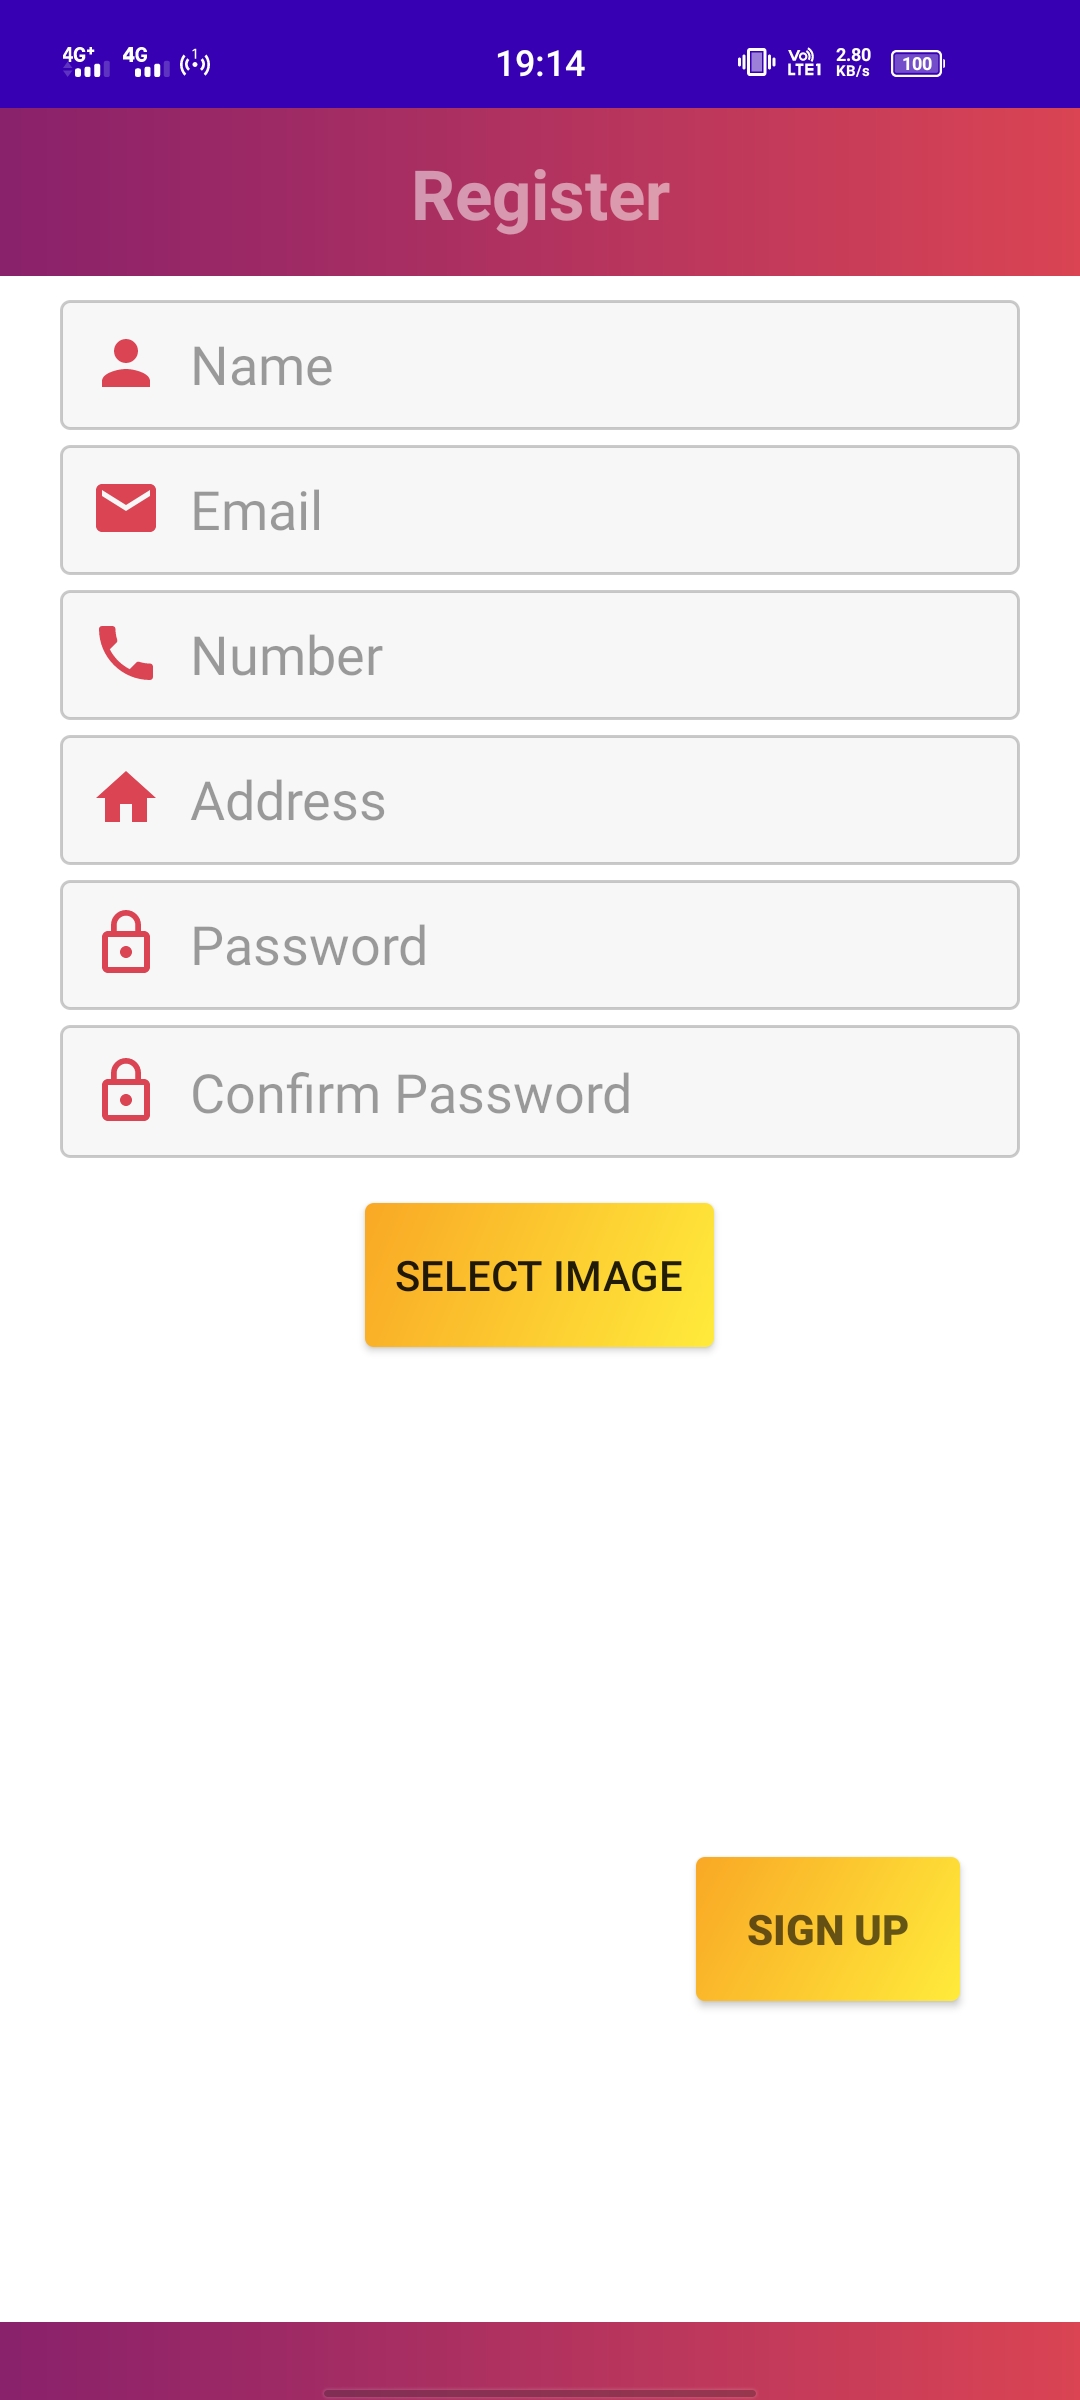 4G+ 4G 1 19:14 Vo) LTE1 2.80 KB/s 100
Register
Name
Email
Number
Address
Password
Confirm Password
SELECT IMAGE
SIGN UP